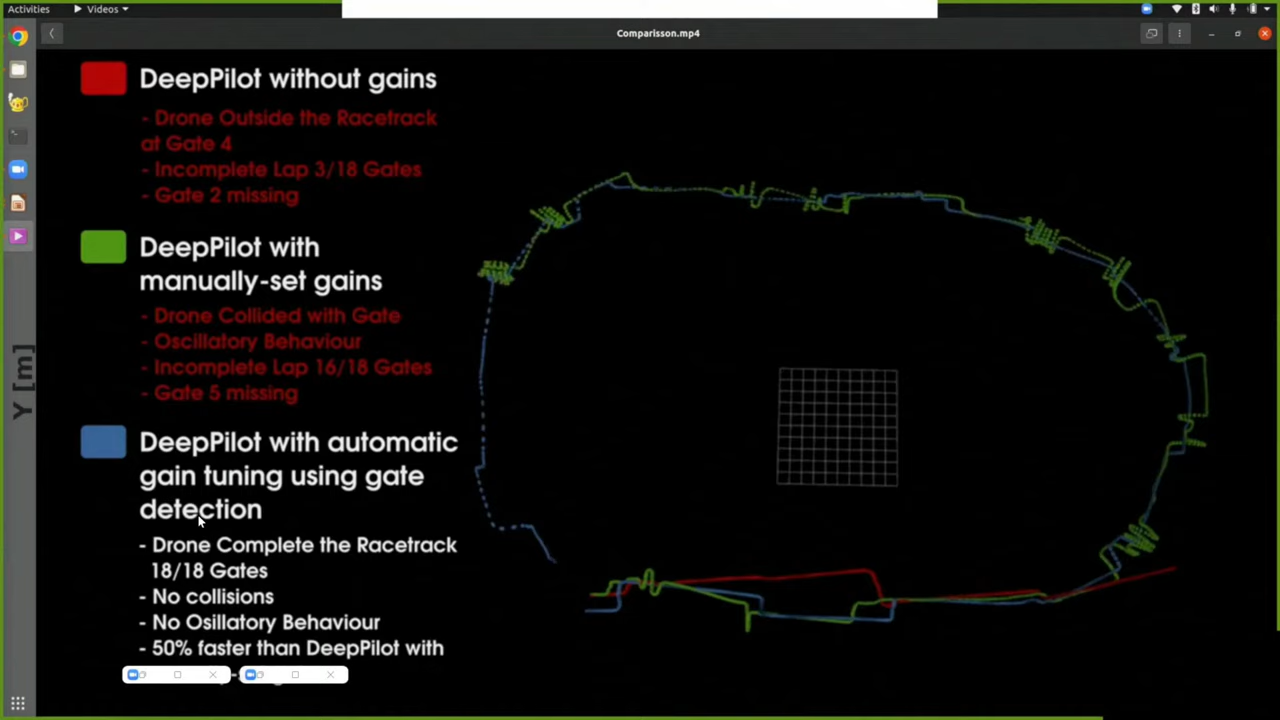 Activities
Videos
Comparisson.mp4
DeepPilot without gains
- Drone Outside the Racetrack
at Gate 4
- Incomplete Lap 3/18 Gates
- Gate 2 missing
DeepPilot with
manually-set gains
- Drone Collided with Gate
- Oscillatory Behaviour
- Incomplete Lap 16/18 Gates
- Gate 5 missing
DeepPilot with automatic
gain tuning using gate
detection
- Drone Complete the Racetrack
18/18 Gates
- No collisions
- No Osillatory Behaviour
- 50% faster than DeepPilot with
Y [m]